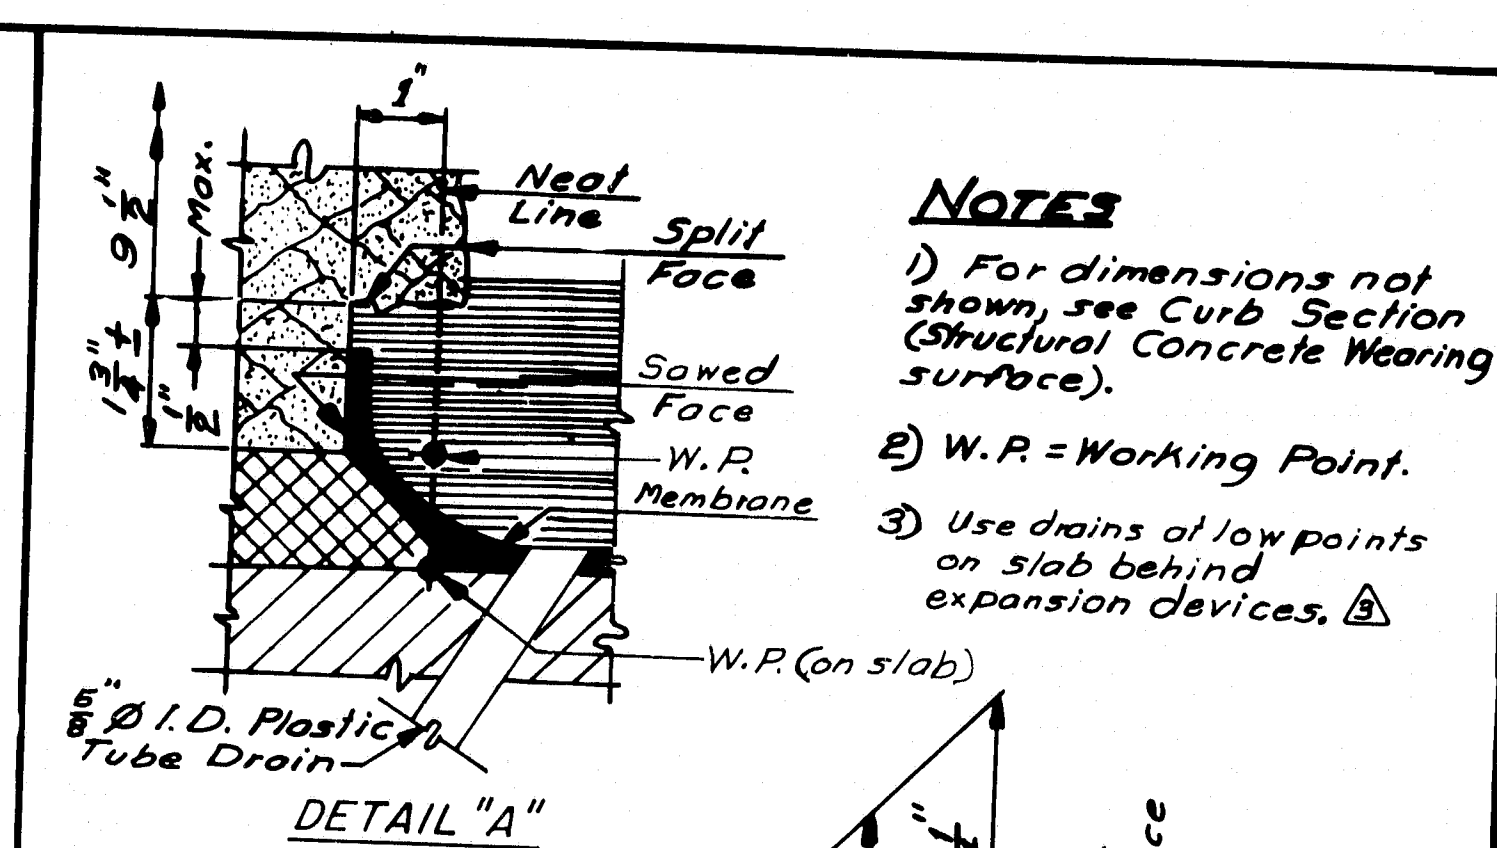 1"
9 1/2"
Max.
Neat
Line
Split
Face
1 3/4" ±
1/2"
Sawed
Face
W.P.
Membrane
W.P. (on slab)
5/8" Ø I.D. Plastic
Tube Drain
DETAIL "A"
NOTES
1) For dimensions not
shown, see Curb Section
(Structural Concrete Wearing
surface).
2) W.P. = Working Point.
3) Use drains at low points
on slab behind
expansion devices. 3